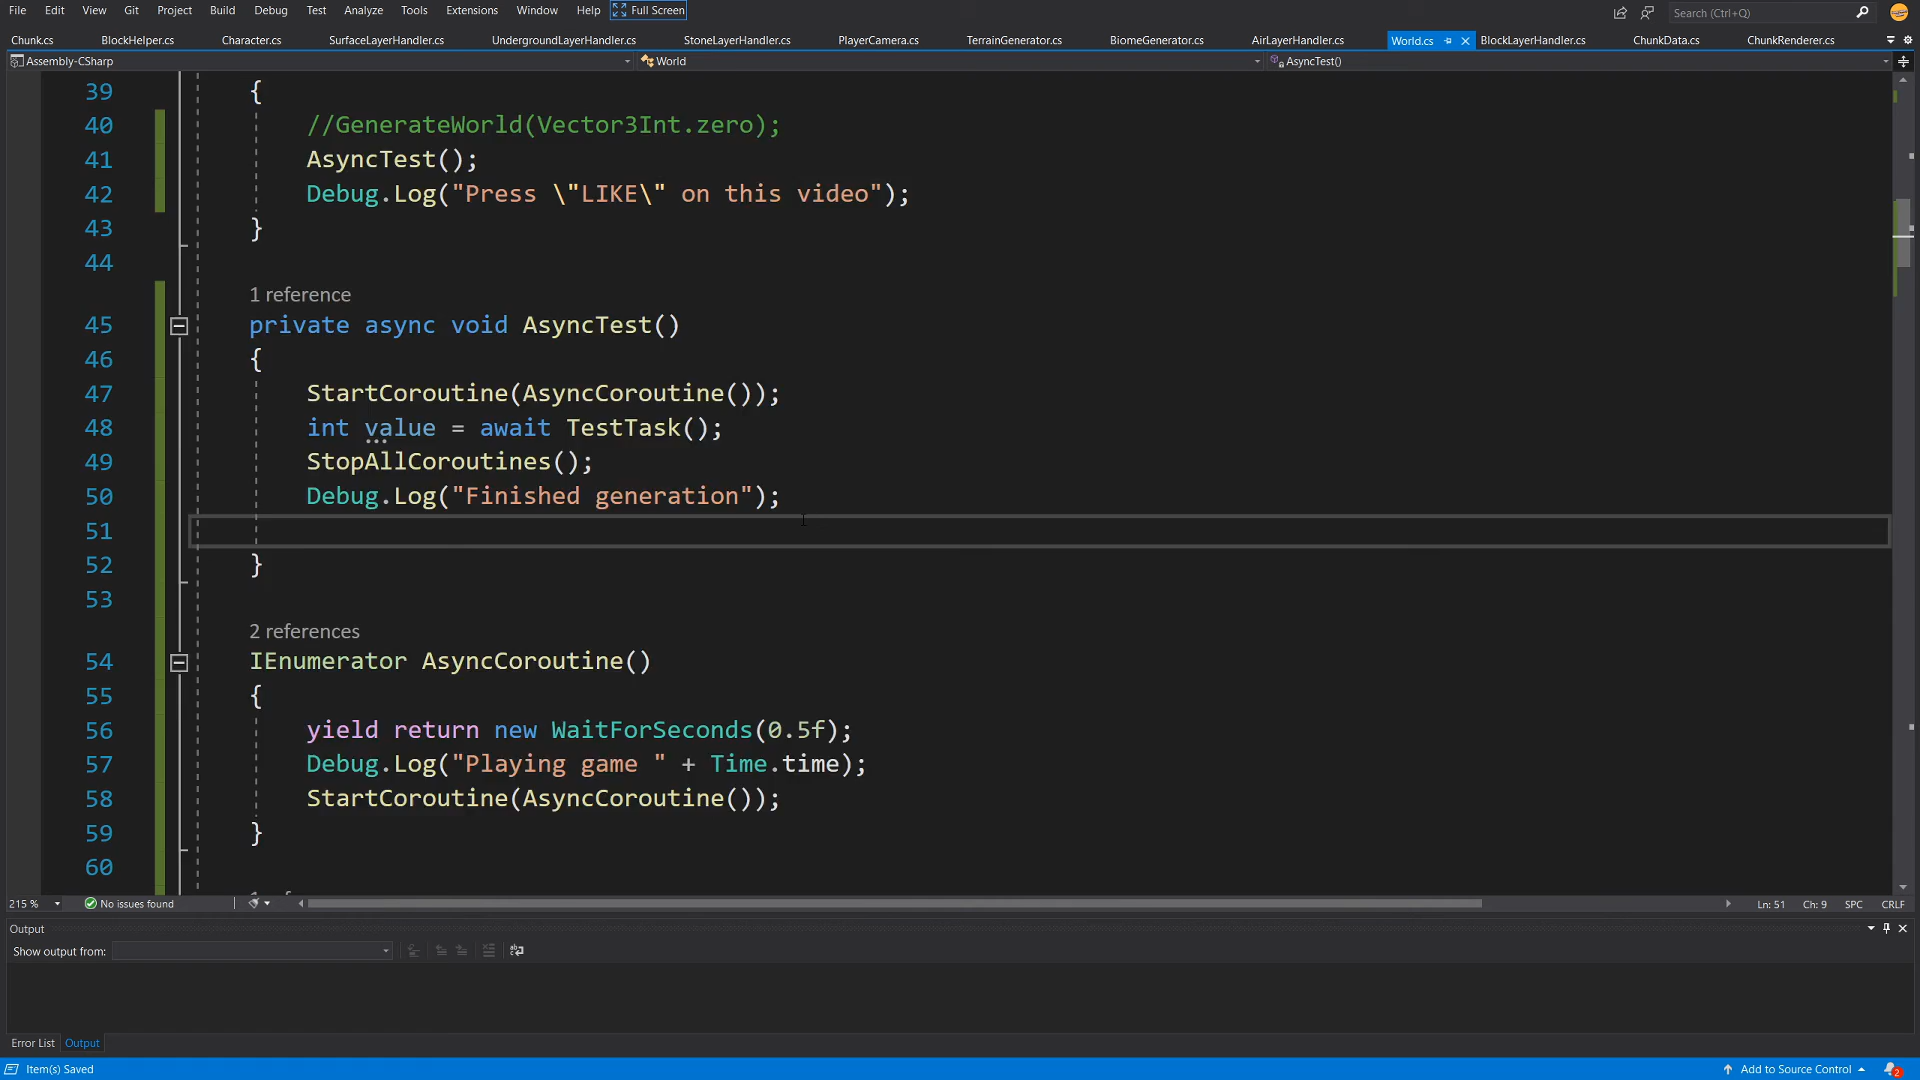 File Edit View Git Project Build Debug Test Analyze Tools Extensions Window Help Full Screen Search (Ctrl+Q)
Chunk.cs BlockHelper.cs Character.cs SurfaceLayerHandler.cs UndergroundLayerHandler.cs StoneLayerHandler.cs PlayerCamera.cs TerrainGenerator.cs BiomeGenerator.cs AirLayerHandler.cs World.cs BlockLayerHandler.cs ChunkData.cs ChunkRenderer.cs
Assembly-CSharp World AsyncTest()
39 {
40 //GenerateWorld(Vector3Int.zero);
41 AsyncTest();
42 Debug.Log("Press \"LIKE\" on this video");
43 }
44
1 reference
45 private async void AsyncTest()
46 {
47 StartCoroutine(AsyncCoroutine());
48 int value = await TestTask();
49 StopAllCoroutines();
50 Debug.Log("Finished generation");
51
52 }
53
2 references
54 IEnumerator AsyncCoroutine()
55 {
56 yield return new WaitForSeconds(0.5f);
57 Debug.Log("Playing game " + Time.time);
58 StartCoroutine(AsyncCoroutine());
59 }
60
215 % No issues found Ln: 51 Ch: 9 SPC CRLF
Output
Show output from:
Error List Output
Item(s) Saved Add to Source Control 2